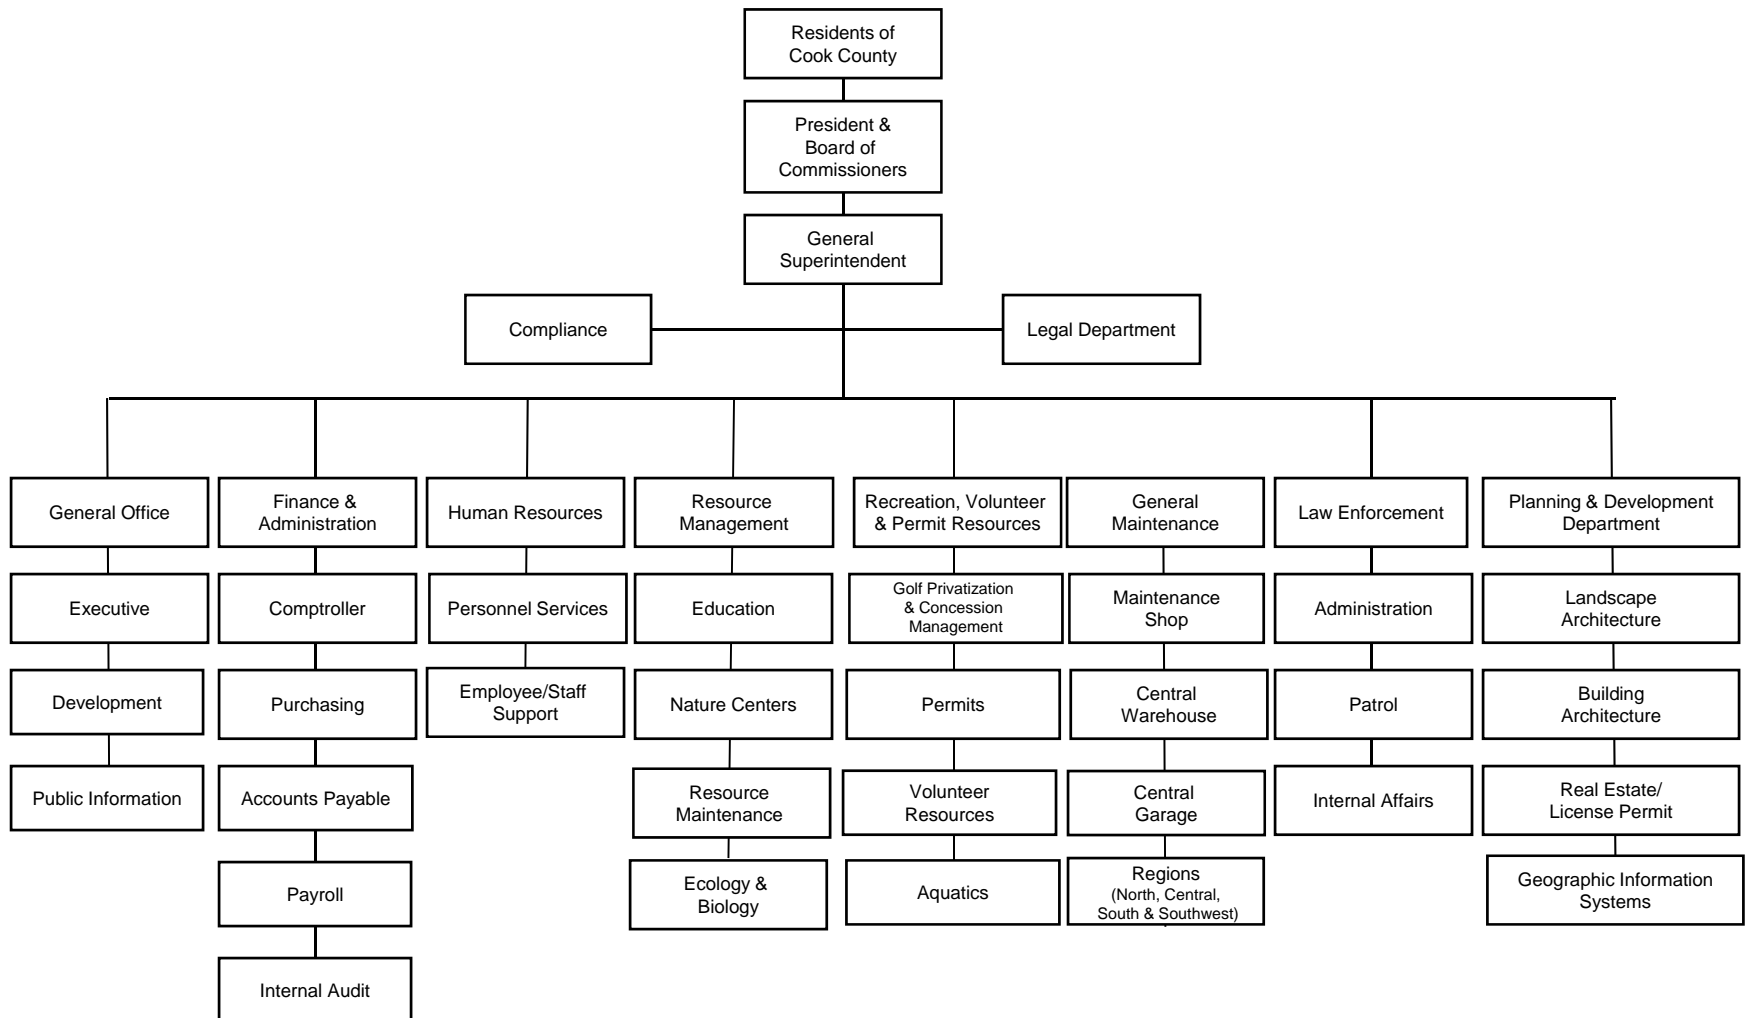 Residents of
Cook County
President &
Board of
Commissioners
General
Superintendent
Compliance
Legal Department
General Office
Finance &
Administration
Human Resources
Resource
Management
Recreation, Volunteer
& Permit Resources
General
Maintenance
Law Enforcement
Planning & Development
Department
Executive
Comptroller
Personnel Services
Education
Golf Privatization
& Concession
Management
Maintenance
Shop
Administration
Landscape
Architecture
Development
Purchasing
Employee/Staff
Support
Nature Centers
Permits
Central
Warehouse
Patrol
Building
Architecture
Public Information
Accounts Payable
Resource
Maintenance
Volunteer
Resources
Central
Garage
Internal Affairs
Real Estate/
License Permit
Payroll
Ecology &
Biology
Aquatics
Regions
(North, Central,
South & Southwest)
Geographic Information
Systems
Internal Audit